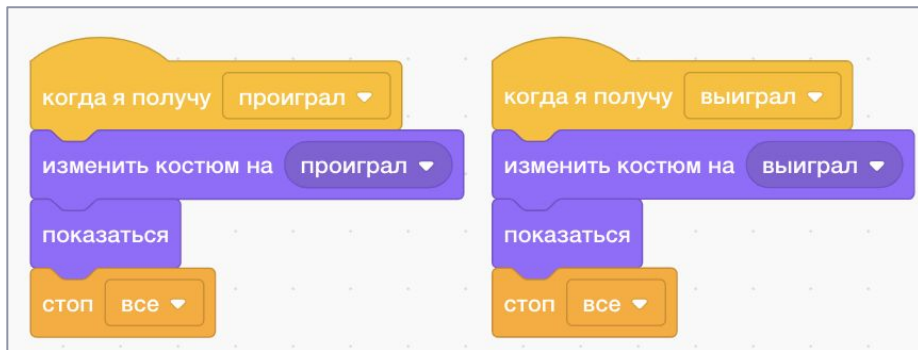 когда я получу проиграл
изменить костюм на проиграл
показаться
стоп все
когда я получу выиграл
изменить костюм на выиграл
показаться
стоп все